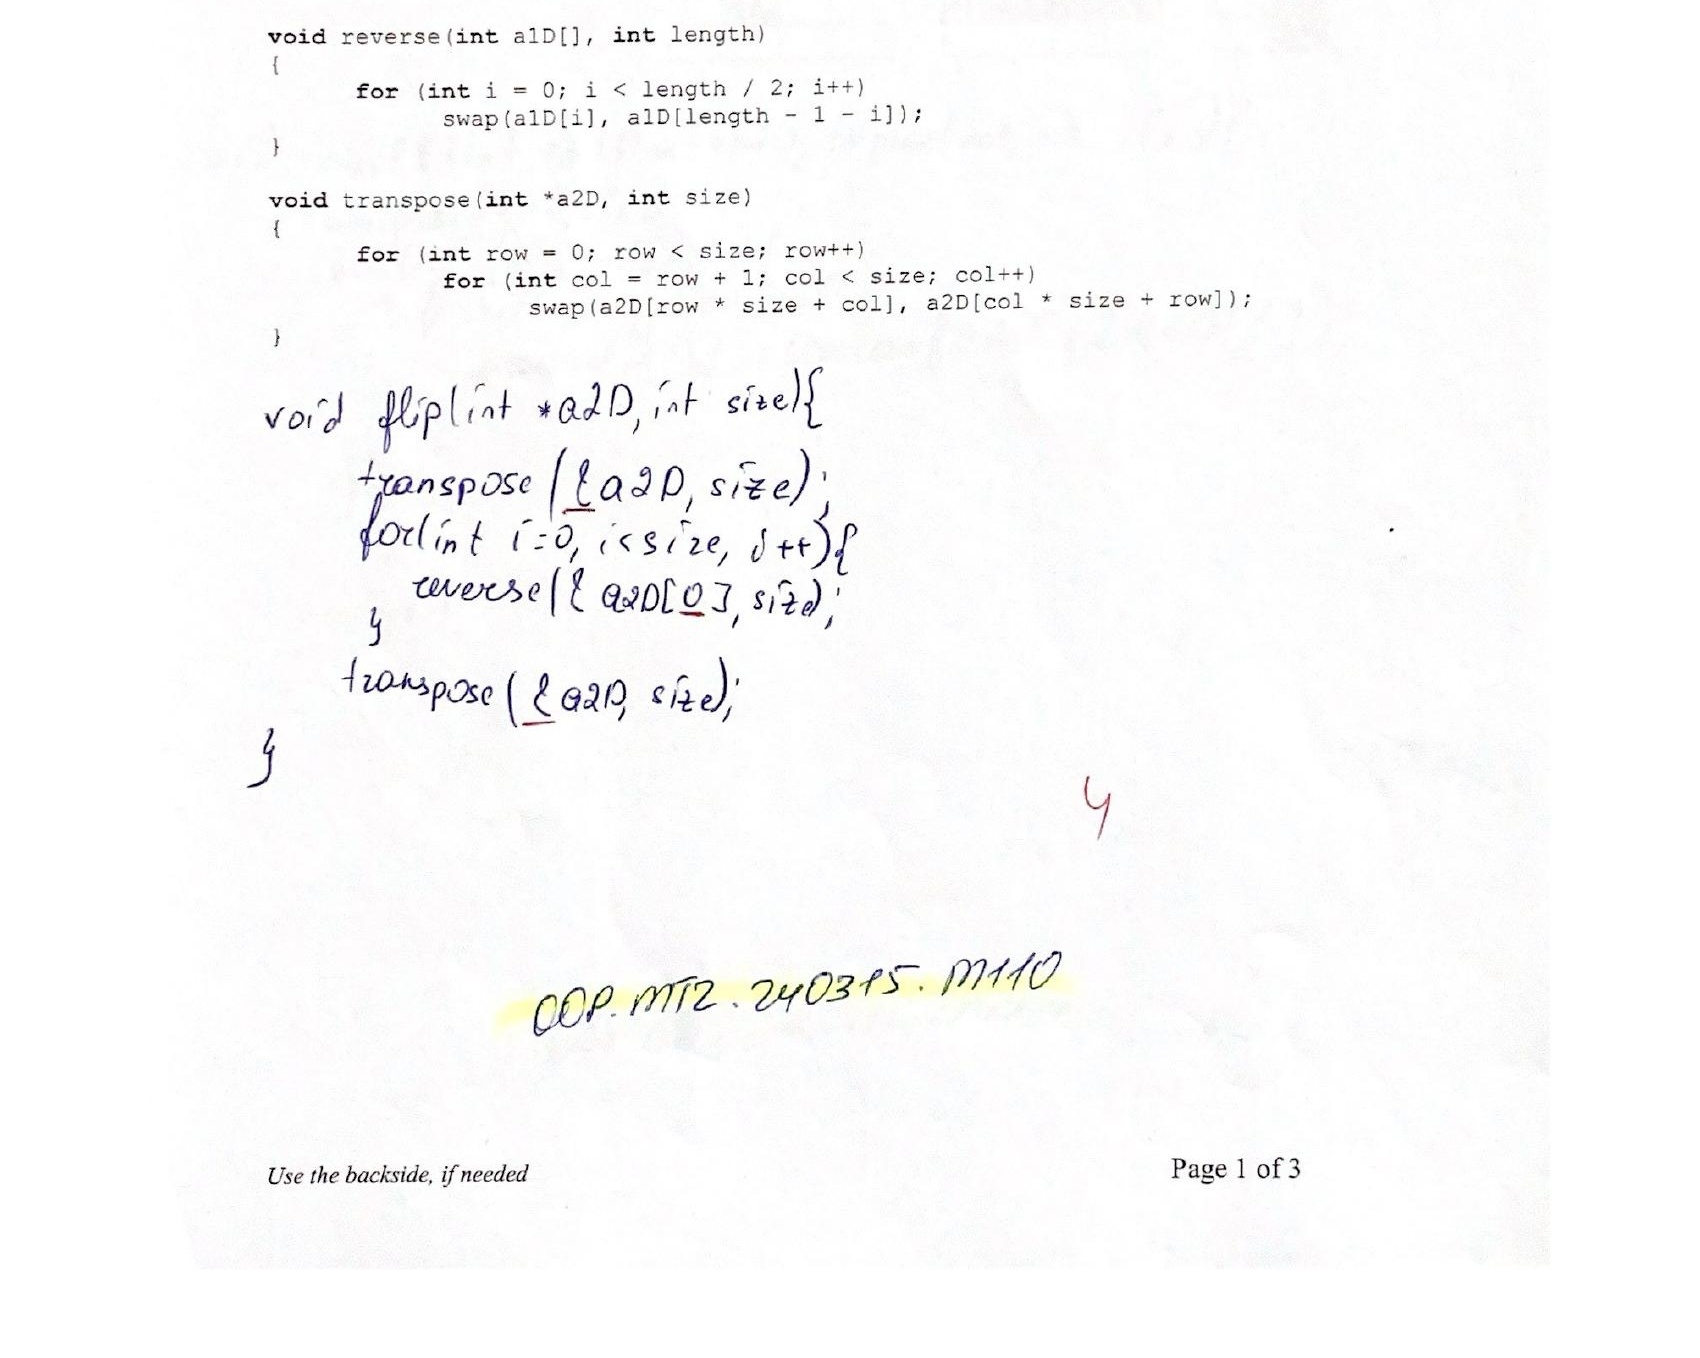 void reverse(int a1D[], int length)
{
for (int i = 0; i < length / 2; i++)
swap(a1D[i], a1D[length - 1 - i]);
}
void transpose(int *a2D, int size)
{
for (int row = 0; row < size; row++)
for (int col = row + 1; col < size; col++)
swap(a2D[row * size + col], a2D[col * size + row]);
}
void flip(int *a2D, int size){
transpose(&a2D, size);
for(int i=0, i<size, i++){
reverse(& a2D[0], size);
}
transpose(&a2D, size);
}
4
OOP.MT2.240315.M110
Use the backside, if needed
Page 1 of 3